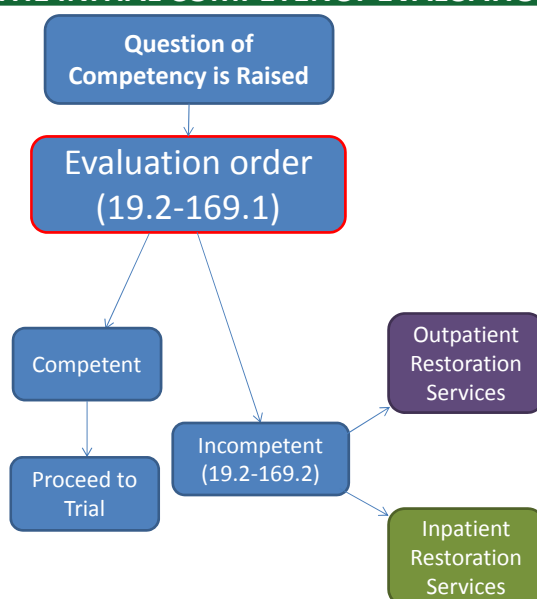 Question of
Competency is Raised
Evaluation order
(19.2-169.1)
Competent
Proceed to
Trial
Incompetent
(19.2-169.2)
Outpatient
Restoration
Services
Inpatient
Restoration
Services